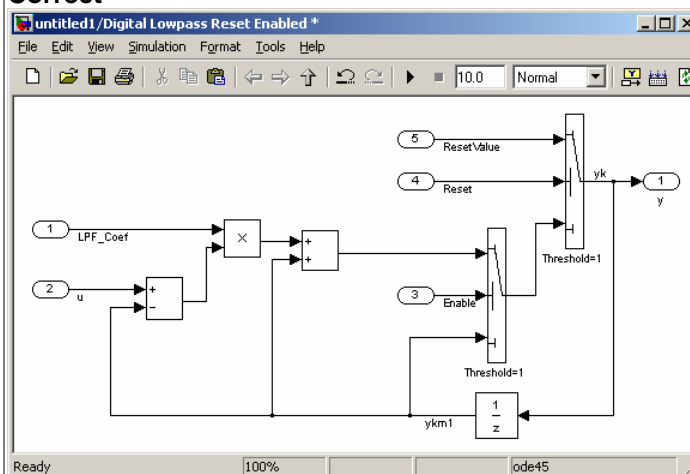 Correct
untitled1/Digital Lowpass Reset Enabled *
File Edit View Simulation Format Tools Help
10.0 Normal
5
ResetValue
4
Reset
yk
1
y
1
LPF_Coef
×
+
+
Threshold=1
2
u
+
−
3
Enable
Threshold=1
ykm1
1
z
Ready 100% ode45